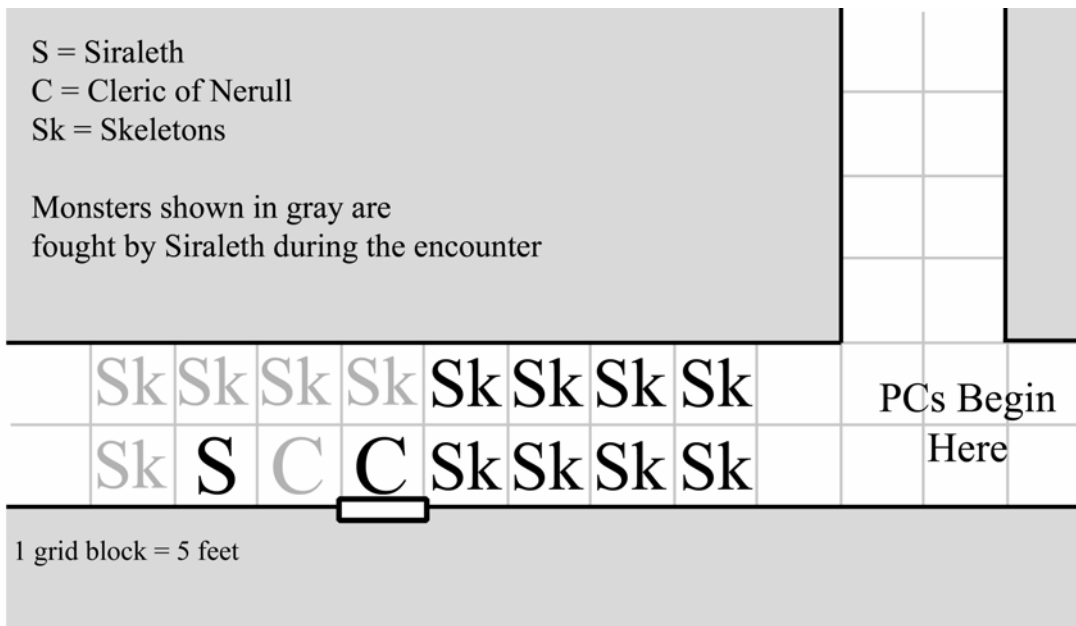 S = Siraleth
C = Cleric of Nerull
Sk = Skeletons
Monsters shown in gray are
fought by Siraleth during the encounter
Sk Sk Sk Sk Sk Sk Sk Sk
Sk S C C Sk Sk Sk Sk
PCs Begin
Here
1 grid block = 5 feet